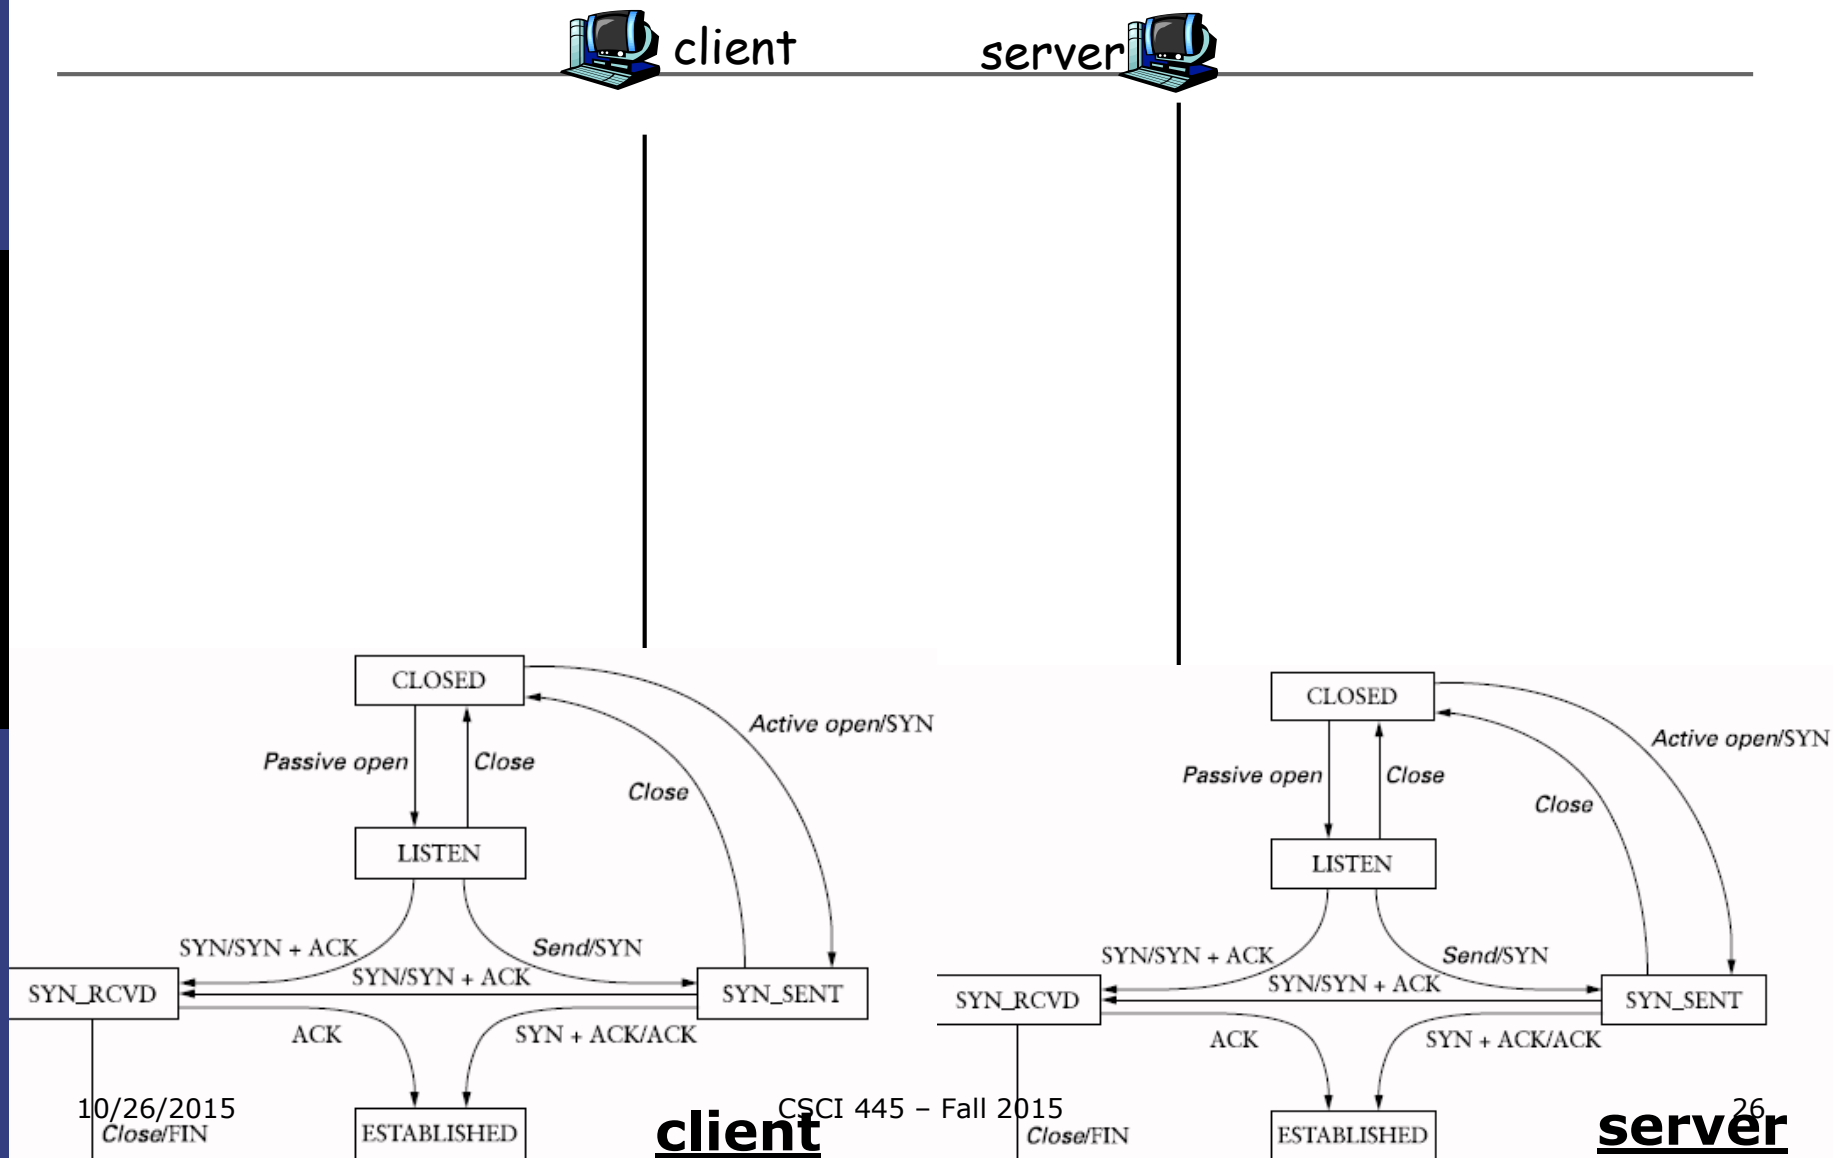 client
server
CLOSED
Active open/SYN
Passive open
Close
Close
LISTEN
SYN/SYN + ACK
Send/SYN
SYN/SYN + ACK
SYN_RCVD
SYN_SENT
ACK
SYN + ACK/ACK
Close/FIN
ESTABLISHED
client
CLOSED
Active open/SYN
Passive open
Close
Close
LISTEN
SYN/SYN + ACK
Send/SYN
SYN/SYN + ACK
SYN_RCVD
SYN_SENT
ACK
SYN + ACK/ACK
Close/FIN
ESTABLISHED
server
10/26/2015
CSCI 445 – Fall 2015
26